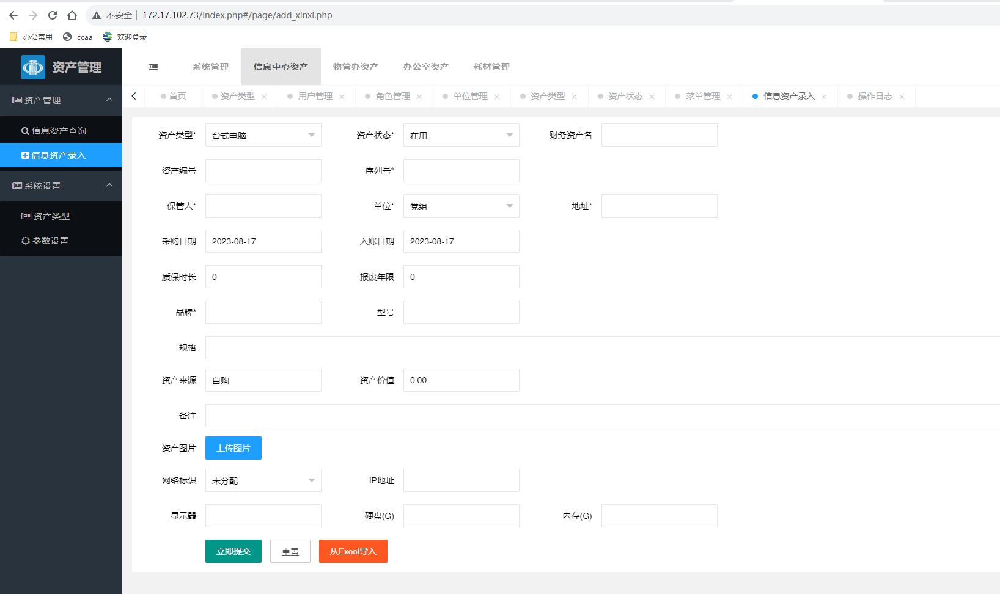 不安全 172.17.102.73/index.php#/page/add_xinxi.php
办公常用 ccaa 欢迎登录
资产管理
系统管理 信息中心资产 物管办资产 办公室资产 耗材管理
首页 资产类型 用户管理 角色管理 单位管理 资产类型 资产状态 菜单管理 信息资产录入 操作日志
资产管理
信息资产查询
信息资产录入
系统设置
资产类型
参数设置
资产类型* 台式电脑 资产状态* 在用 财务资产名
资产编号 序列号*
保管人* 单位* 党组 地址*
采购日期 2023-08-17 入账日期 2023-08-17
质保时长 0 报废年限 0
品牌* 型号
规格
资产来源 自购 资产价值 0.00
备注
资产图片 上传图片
网络标识 未分配 IP地址
显示器 硬盘(G) 内存(G)
立即提交 重置 从Excel导入